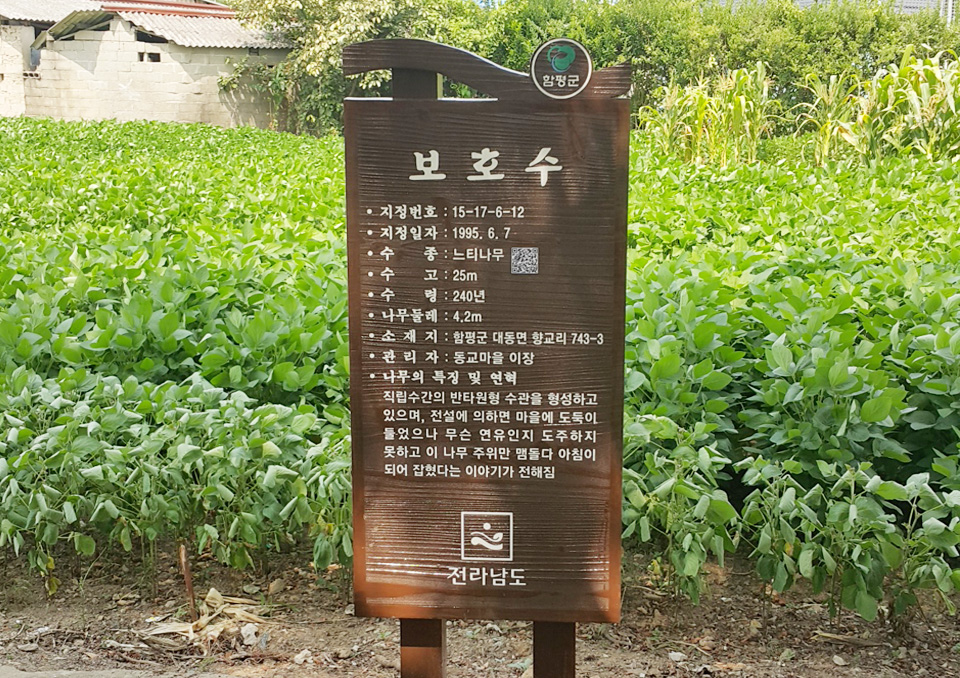 함평군
보호수
• 지정번호 : 15-17-6-12
• 지정일자 : 1995. 6. 7
• 수 종 : 느티나무
• 수 고 : 25m
• 수 령 : 240년
• 나무둘레 : 4.2m
• 소 재 지 : 함평군 대동면 향교리 743-3
• 관 리 자 : 동교마을 이장
• 나무의 특징 및 연혁
직립수간의 반타원형 수관을 형성하고
있으며, 전설에 의하면 마을에 도둑이
들었으나 무슨 연유인지 도주하지
못하고 이 나무 주위만 맴돌다 아침이
되어 잡혔다는 이야기가 전해짐
전라남도